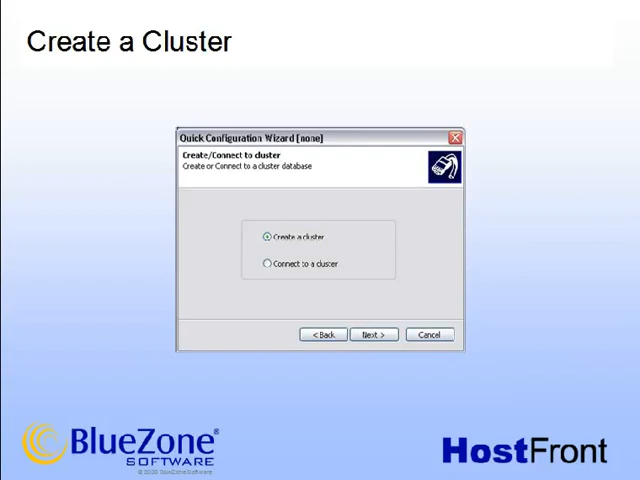 Create a Cluster
Quick Configuration Wizard [none]
Create/Connect to cluster
Create or Connect to a cluster database
Create a cluster
Connect to a cluster
< Back
Next >
Cancel
BlueZone®
SOFTWARE
HostFront